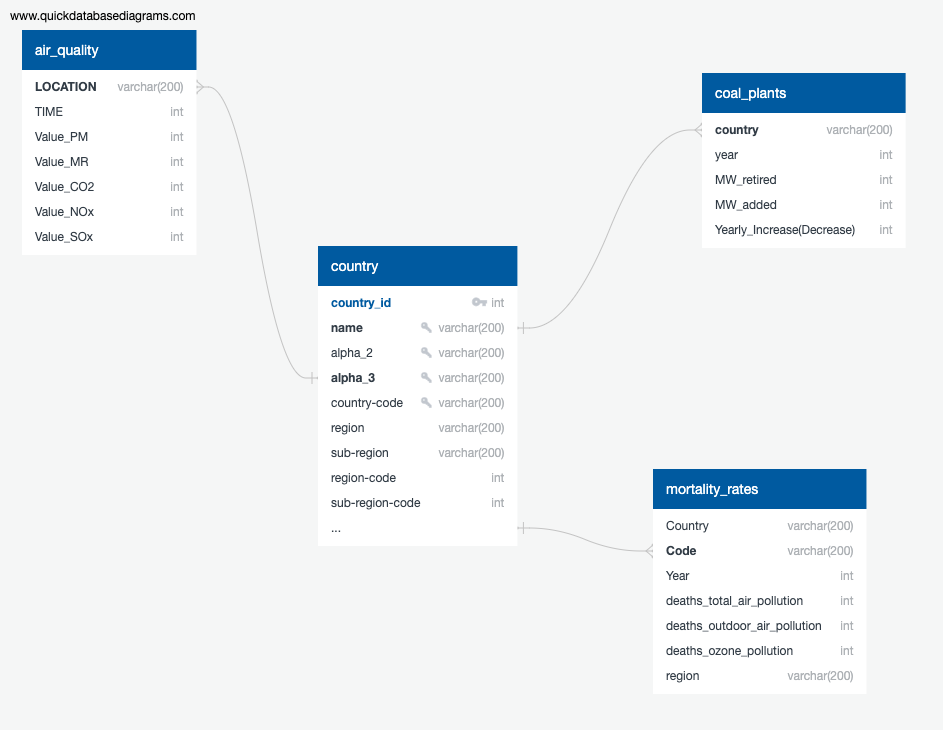 www.quickdatabasediagrams.com
air_quality
LOCATION varchar(200)
TIME int
Value_PM int
Value_MR int
Value_CO2 int
Value_NOx int
Value_SOx int
coal_plants
country varchar(200)
year int
MW_retired int
MW_added int
Yearly_Increase(Decrease) int
country
country_id int
name varchar(200)
alpha_2 varchar(200)
alpha_3 varchar(200)
country-code varchar(200)
region varchar(200)
sub-region varchar(200)
region-code int
sub-region-code int
...
mortality_rates
Country varchar(200)
Code varchar(200)
Year int
deaths_total_air_pollution int
deaths_outdoor_air_pollution int
deaths_ozone_pollution int
region varchar(200)